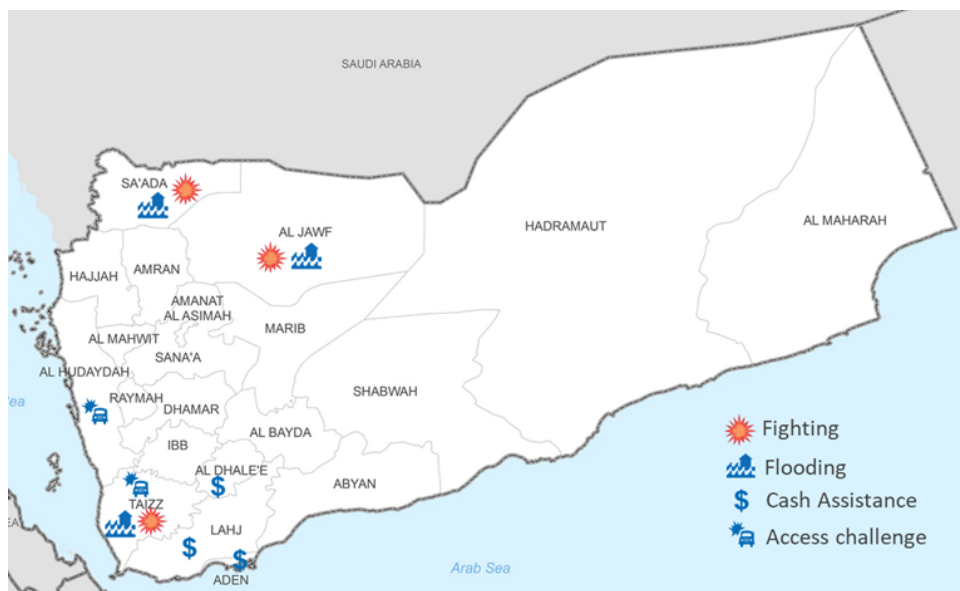 SAUDI ARABIA
SA'ADA
AL JAWF
HADRAMAUT
AL MAHARAH
HAJJAH
AMRAN
AMANAT
AL ASIMAH
MARIB
AL MAHWIT
SANA'A
AL HUDAYDAH
RAYMAH
DHAMAR
SHABWAH
ea
IBB
AL BAYDA
AL DHALE'E
ABYAN
TAIZZ
LAHJ
EA
ADEN
Arab Sea
Fighting
Flooding
$ Cash Assistance
Access challenge
$
$
$